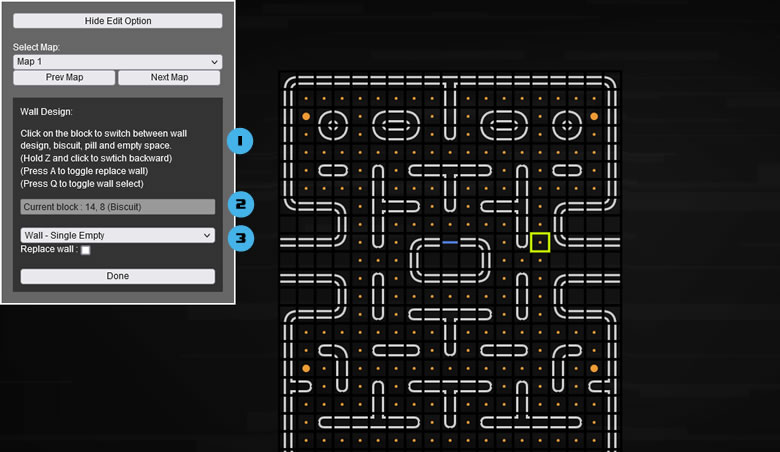 Hide Edit Option
Select Map:
Map 1
Prev Map
Next Map
Wall Design:
Click on the block to switch between wall
design, biscuit, pill and empty space.
(Hold Z and click to swtich backward)
(Press A to toggle replace wall)
(Press Q to toggle wall select)
1
Current block : 14, 8 (Biscuit)
2
Wall - Single Empty
3
Replace wall :
Done